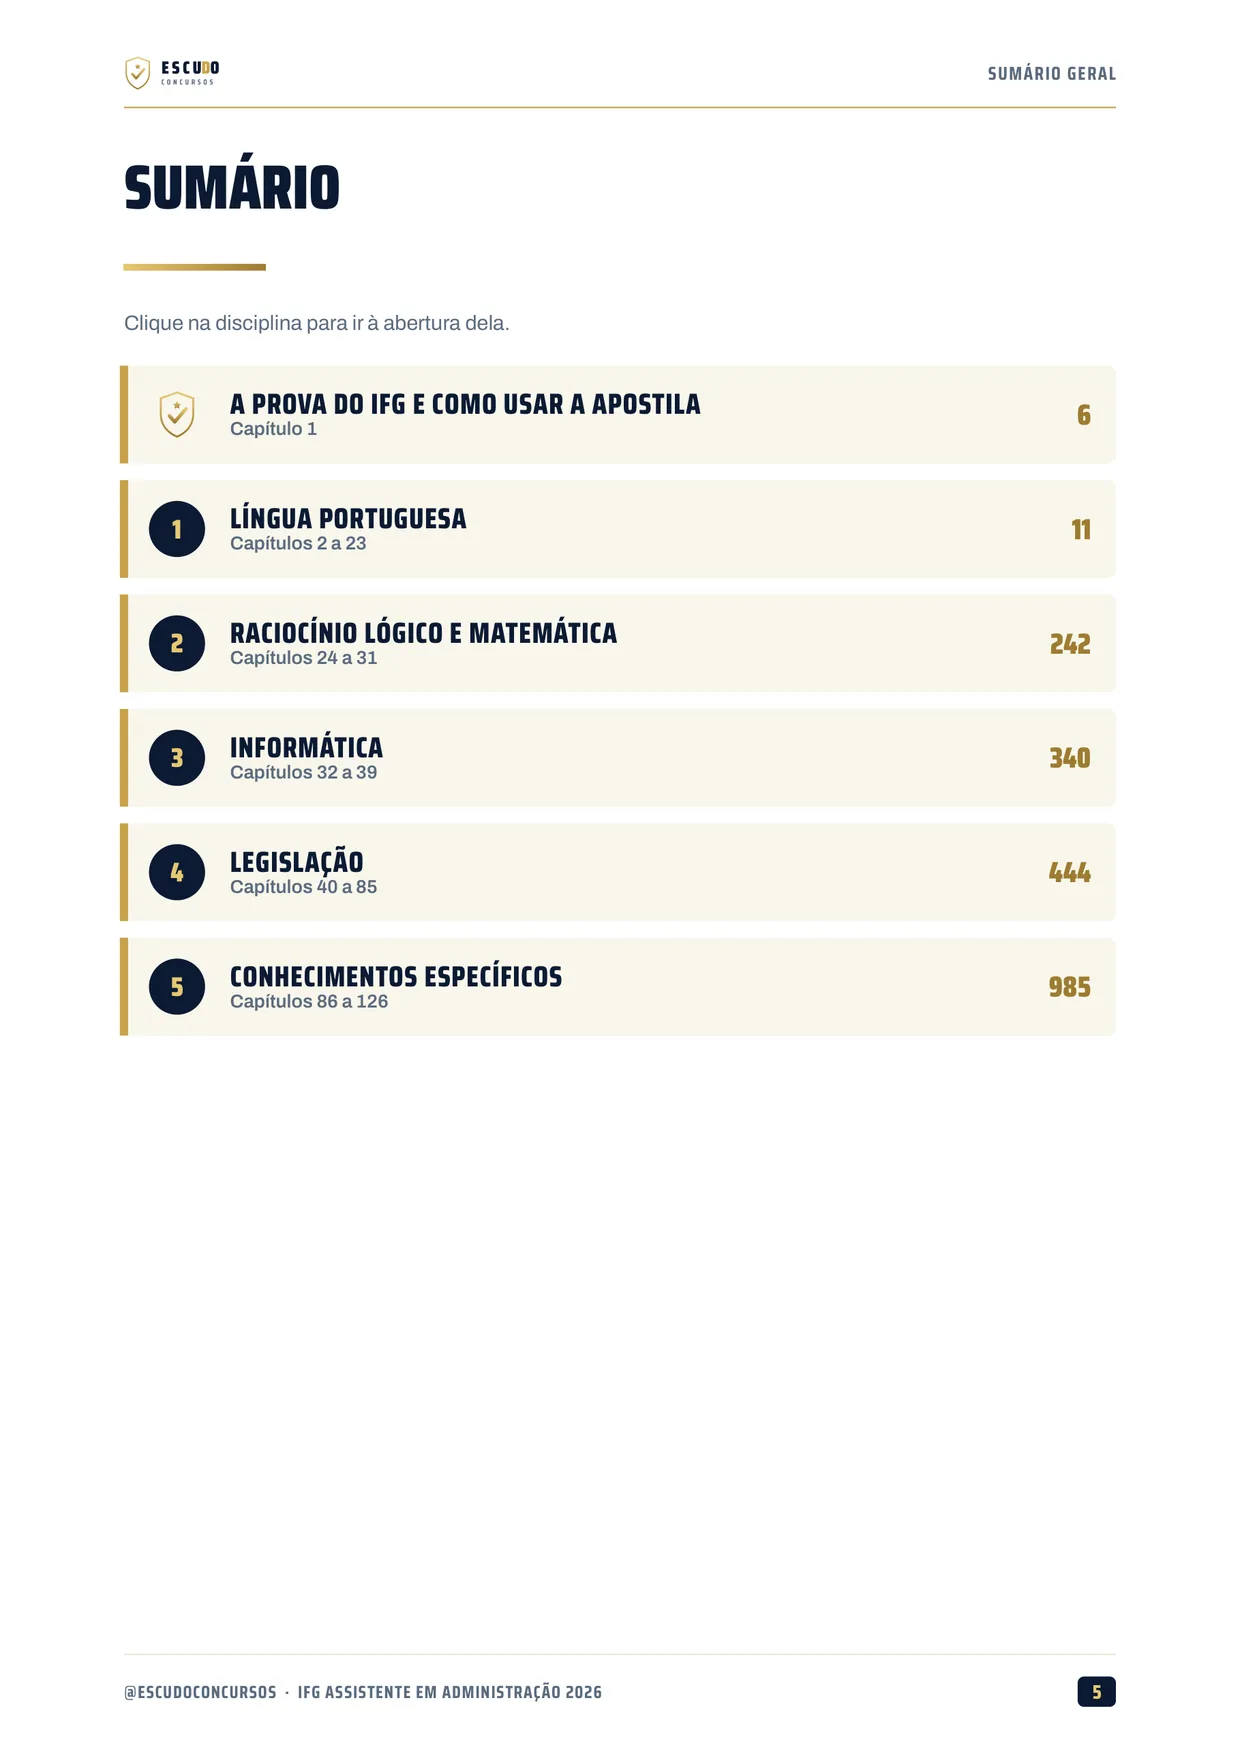 ESCUDO
CONCURSOS
SUMÁRIO GERAL
SUMÁRIO
Clique na disciplina para ir à abertura dela.
A PROVA DO IFG E COMO USAR A APOSTILA
Capítulo 1
6
1
LÍNGUA PORTUGUESA
Capítulos 2 a 23
11
2
RACIOCÍNIO LÓGICO E MATEMÁTICA
Capítulos 24 a 31
242
3
INFORMÁTICA
Capítulos 32 a 39
340
4
LEGISLAÇÃO
Capítulos 40 a 85
444
5
CONHECIMENTOS ESPECÍFICOS
Capítulos 86 a 126
985
@ESCUDOCONCURSOS · IFG ASSISTENTE EM ADMINISTRAÇÃO 2026
5